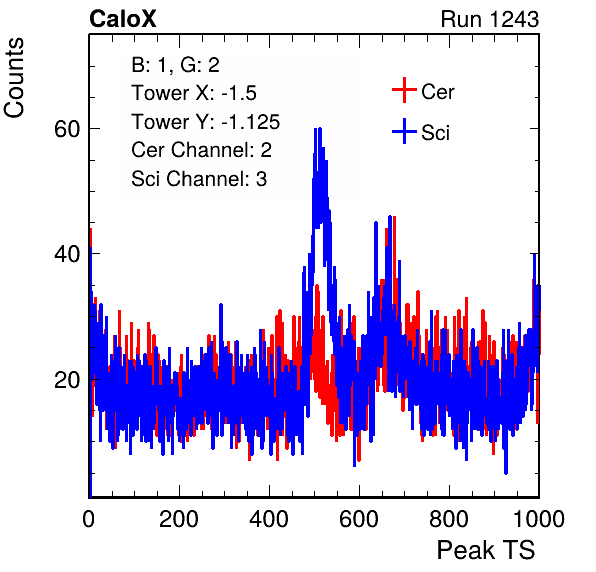 CaloX
Run 1243
Counts
B: 1, G: 2
Tower X: -1.5
Tower Y: -1.125
Cer Channel: 2
Sci Channel: 3
Cer
Sci
60
40
20
0 200 400 600 800 1000
Peak TS